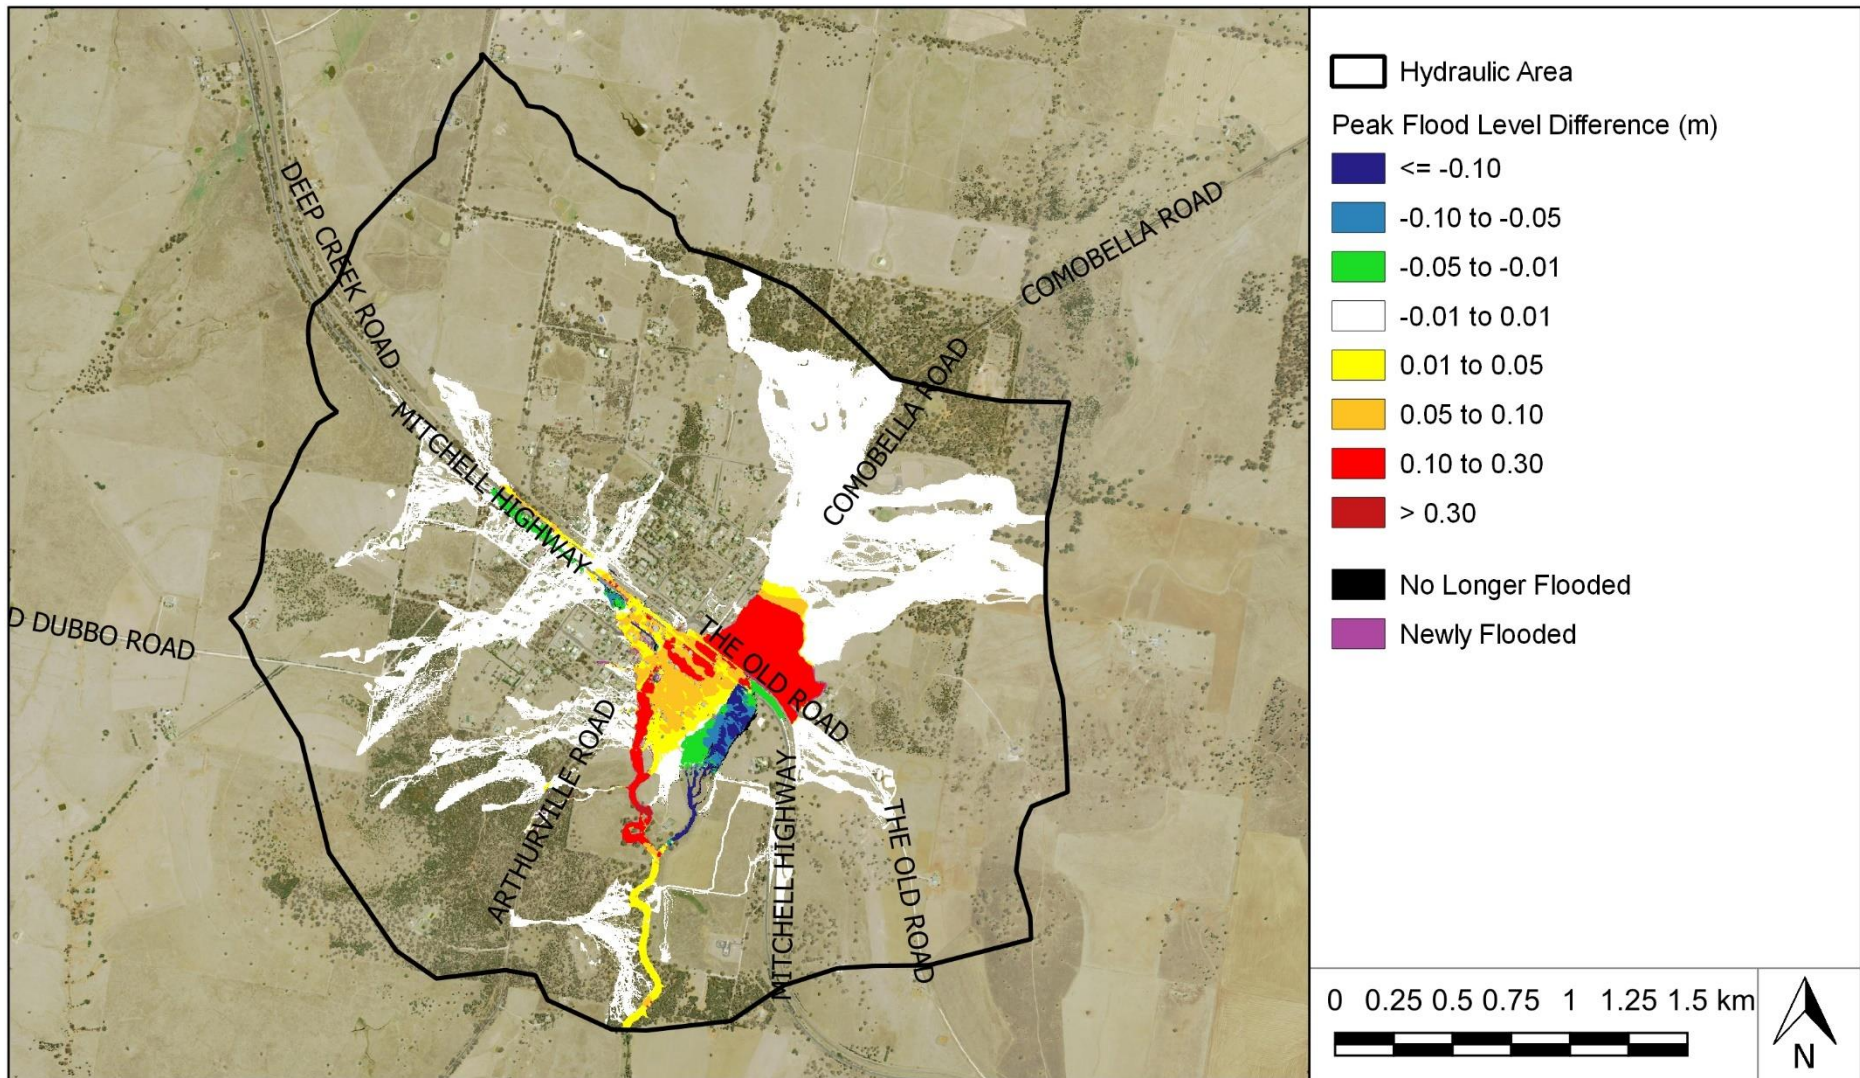 DEEP CREEK ROAD
COMOBELLA ROAD
COMOBELLA ROAD
MITCHELL HIGHWAY
D DUBBO ROAD
THE OLD ROAD
ARTHURVILLE ROAD
MITCHELL HIGHWAY
THE OLD ROAD
Hydraulic Area
Peak Flood Level Difference (m)
<= -0.10
-0.10 to -0.05
-0.05 to -0.01
-0.01 to 0.01
0.01 to 0.05
0.05 to 0.10
0.10 to 0.30
> 0.30
No Longer Flooded
Newly Flooded
0 0.25 0.5 0.75 1 1.25 1.5 km
N